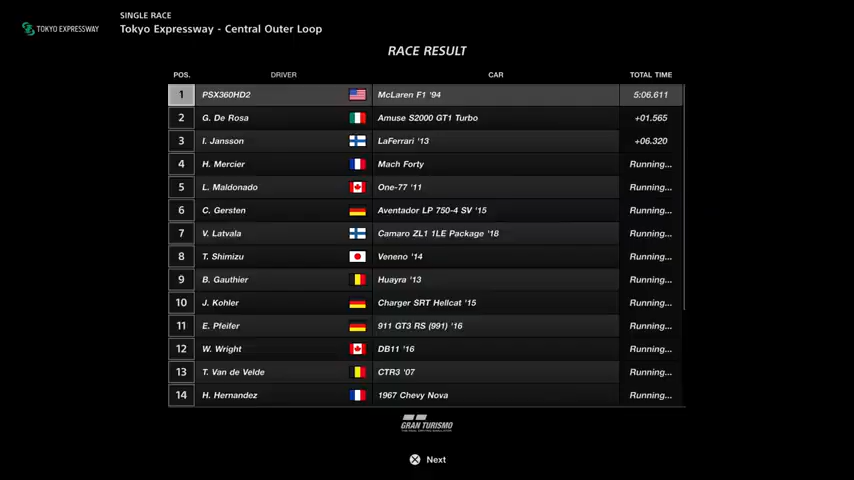 SINGLE RACE
TOKYO EXPRESSWAY
Tokyo Expressway - Central Outer Loop
RACE RESULT
POS. DRIVER CAR TOTAL TIME
1 PSX360HD2 McLaren F1 '94 5:06.611
2 G. De Rosa Amuse S2000 GT1 Turbo +01.565
3 I. Jansson LaFerrari '13 +06.320
4 H. Mercier Mach Forty Running...
5 L. Maldonado One-77 '11 Running...
6 C. Gersten Aventador LP 750-4 SV '15 Running...
7 V. Latvala Camaro ZL1 1LE Package '18 Running...
8 T. Shimizu Veneno '14 Running...
9 B. Gauthier Huayra '13 Running...
10 J. Kohler Charger SRT Hellcat '15 Running...
11 E. Pfeifer 911 GT3 RS (991) '16 Running...
12 W. Wright DB11 '16 Running...
13 T. Van de Velde CTR3 '07 Running...
14 H. Hernandez 1967 Chevy Nova Running...
GRAN TURISMO
THE REAL DRIVING SIMULATOR
Next